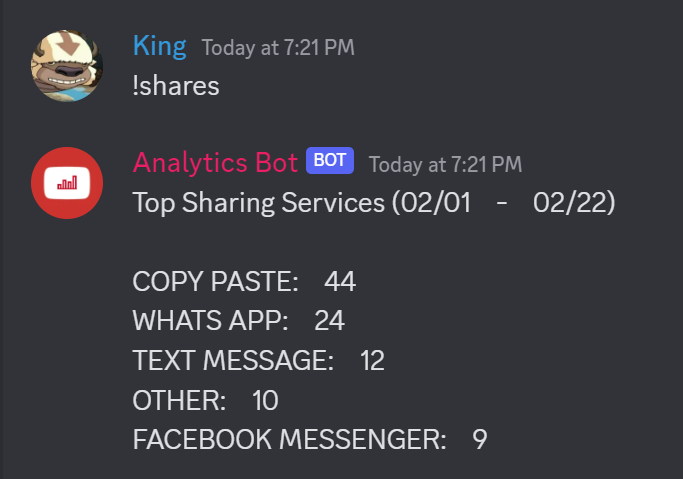 King Today at 7:21 PM
!shares
Analytics Bot BOT Today at 7:21 PM
Top Sharing Services (02/01 - 02/22)
COPY PASTE: 44
WHATS APP: 24
TEXT MESSAGE: 12
OTHER: 10
FACEBOOK MESSENGER: 9